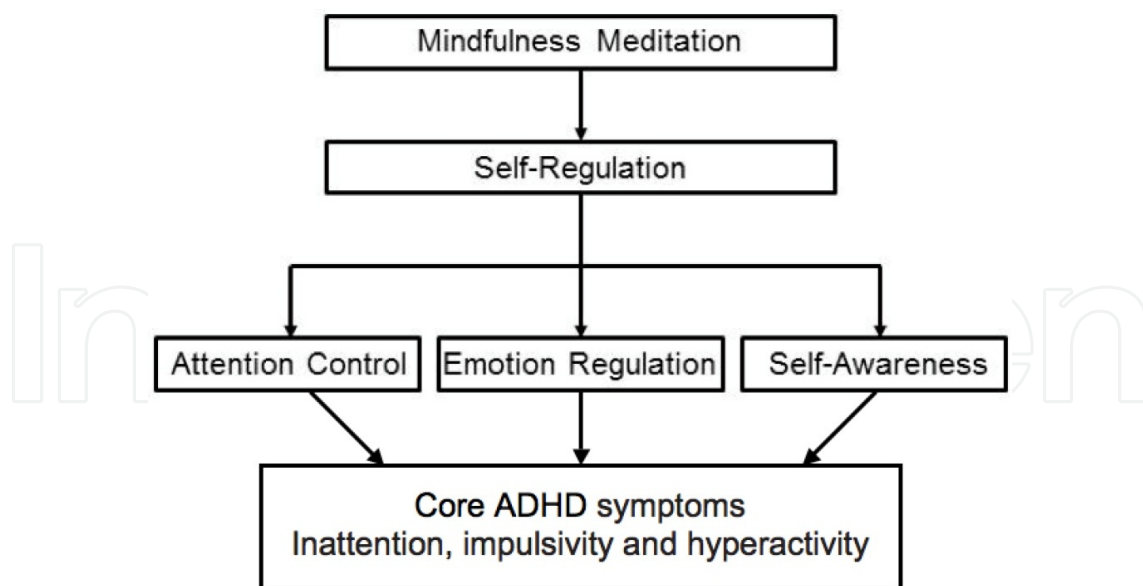 Mindfulness Meditation
Self-Regulation
Attention Control
Emotion Regulation
Self-Awareness
Core ADHD symptoms
Inattention, impulsivity and hyperactivity